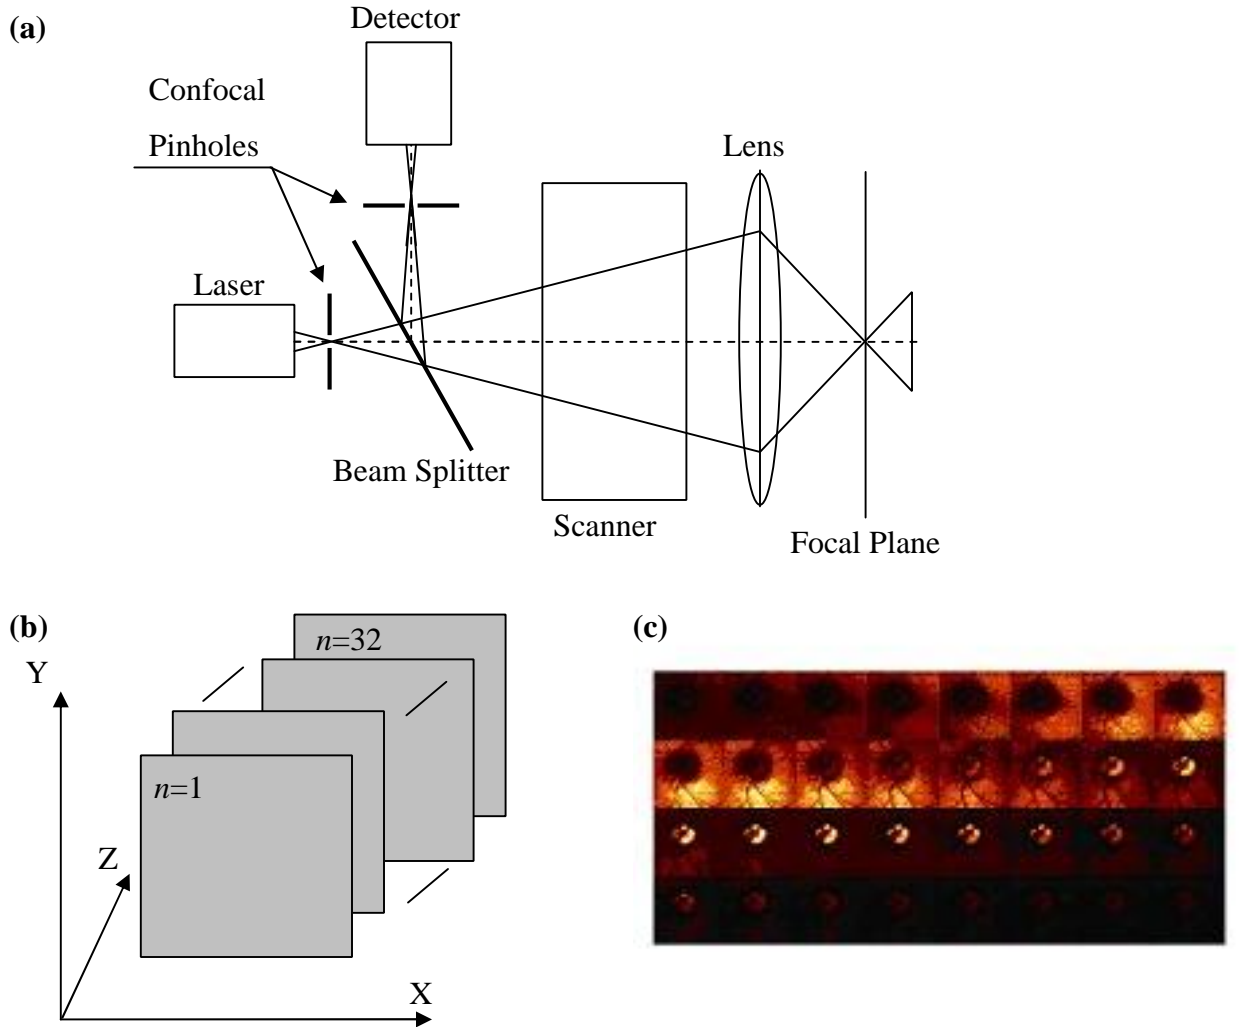 (a)
Detector
Confocal
Pinholes
Lens
Laser
Beam Splitter
Scanner
Focal Plane
(b)
n=32
Y
n=1
Z
X
(c)